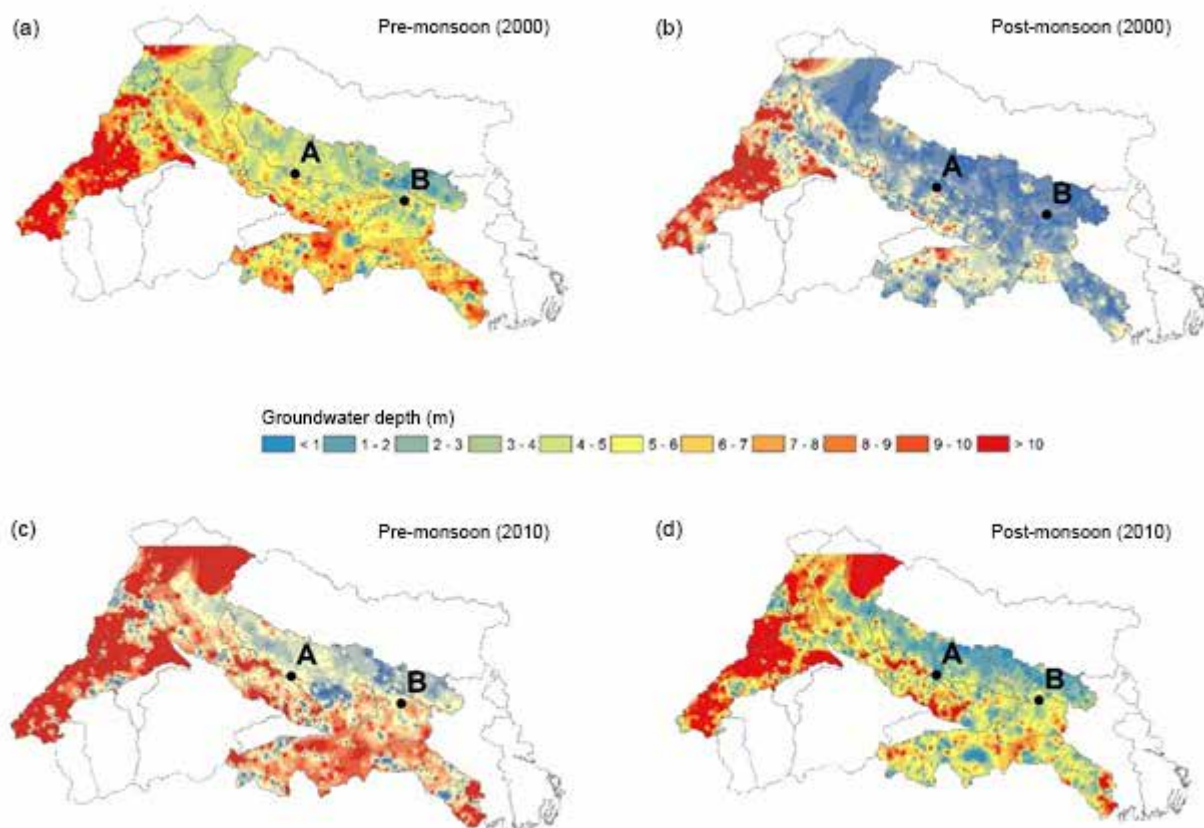 (a) Pre-monsoon (2000)
(b) Post-monsoon (2000)
A
B
A
B
Groundwater depth (m)
< 1 1 - 2 2 - 3 3 - 4 4 - 5 5 - 6 6 - 7 7 - 8 8 - 9 9 - 10 > 10
(c) Pre-monsoon (2010)
(d) Post-monsoon (2010)
A
B
A
B